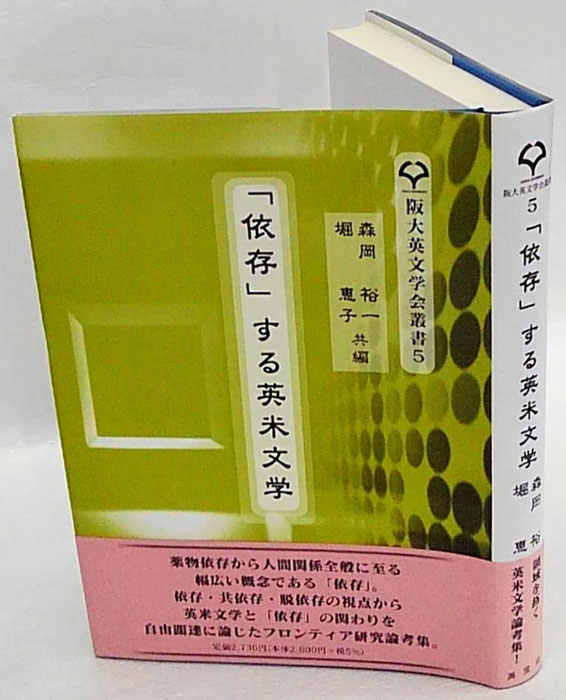 阪大英文学会叢書5
森岡 裕一
堀 恵子 共編
「依存」する英米文学
薬物依存から人間関係全般に至る
幅広い概念である「依存」。
依存・共依存・脱依存の視点から
英米文学と「依存」の関わりを
自由闊達に論じたフロンティア研究論考集。
定価2,730円(本体2,600円+税5%)
阪大英文学会叢書
5
「依存」する英米文学
森岡 裕
堀 恵
英米文学論考集!